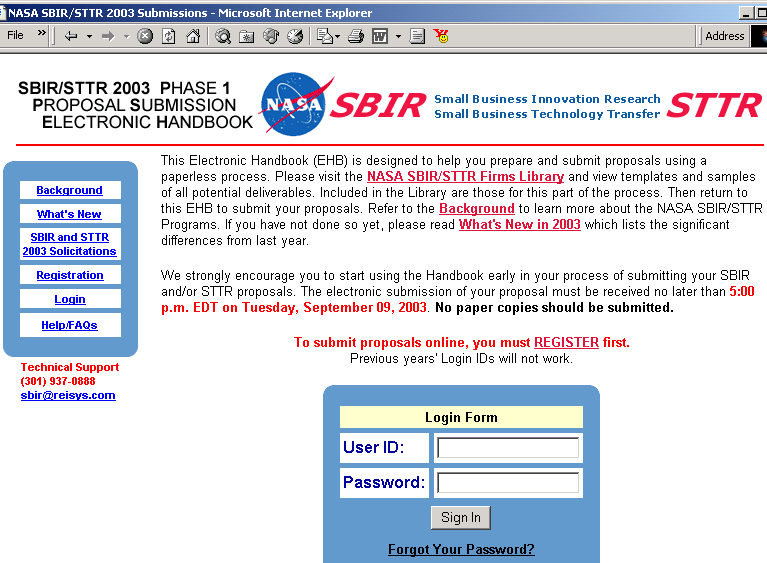 NASA SBIR/STTR 2003 Submissions - Microsoft Internet Explorer
File » Address
SBIR/STTR 2003 PHASE 1
PROPOSAL SUBMISSION
ELECTRONIC HANDBOOK
NASA
SBIR
Small Business Innovation Research
Small Business Technology Transfer
STTR
Background
What's New
SBIR and STTR
2003 Solicitations
Registration
Login
Help/FAQs
Technical Support
(301) 937-0888
sbir@reisys.com
This Electronic Handbook (EHB) is designed to help you prepare and submit proposals using a
paperless process. Please visit the NASA SBIR/STTR Firms Library and view templates and samples
of all potential deliverables. Included in the Library are those for this part of the process. Then return to
this EHB to submit your proposals. Refer to the Background to learn more about the NASA SBIR/STTR
Programs. If you have not done so yet, please read What's New in 2003 which lists the significant
differences from last year.
We strongly encourage you to start using the Handbook early in your process of submitting your SBIR
and/or STTR proposals. The electronic submission of your proposal must be received no later than 5:00
p.m. EDT on Tuesday, September 09, 2003. No paper copies should be submitted.
To submit proposals online, you must REGISTER first.
Previous years' Login IDs will not work.
Login Form
User ID:
Password:
Sign In
Forgot Your Password?